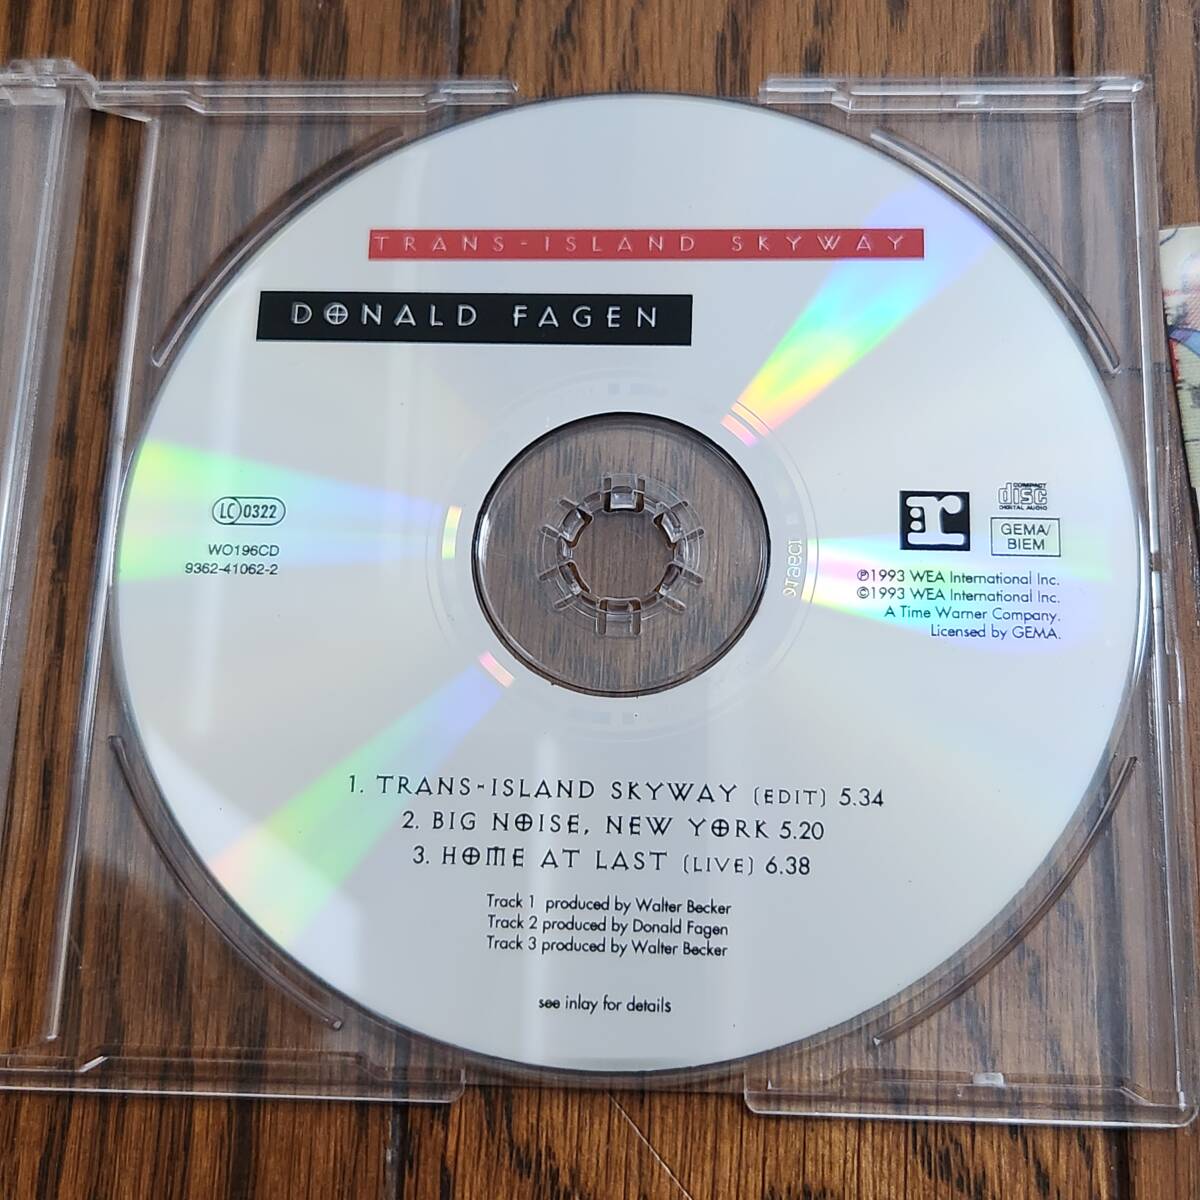 TRANS-ISLAND SKYWAY
DONALD FAGEN
LC 0322
WO196CD
9362-41062-2
r
COMPACT
disc
DIGITAL AUDIO
GEMA/
BIEM
℗1993 WEA International Inc.
©1993 WEA International Inc.
A Time Warner Company.
Licensed by GEMA.
1. TRANS-ISLAND SKYWAY (EDIT) 5.34
2. BIG NOISE, NEW YORK 5.20
3. HOME AT LAST (LIVE) 6.38
Track 1 produced by Walter Becker
Track 2 produced by Donald Fagen
Track 3 produced by Walter Becker
see inlay for details